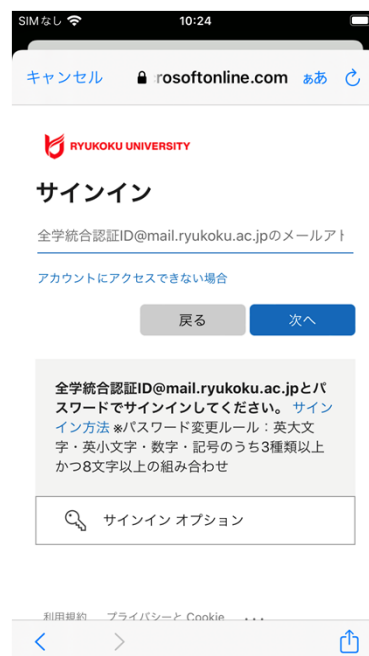 SIMなし 10:24
キャンセル rosoftonline.com ぁあ
RYUKOKU UNIVERSITY
サインイン
全学統合認証ID@mail.ryukoku.ac.jpのメールアト
アカウントにアクセスできない場合
戻る 次へ
全学統合認証ID@mail.ryukoku.ac.jpとパ
スワードでサインインしてください。 サイン
イン方法 ※パスワード変更ルール：英大文
字・英小文字・数字・記号のうち3種類以上
かつ8文字以上の組み合わせ
サインイン オプション
利用規約 プライバシーと Cookie ...